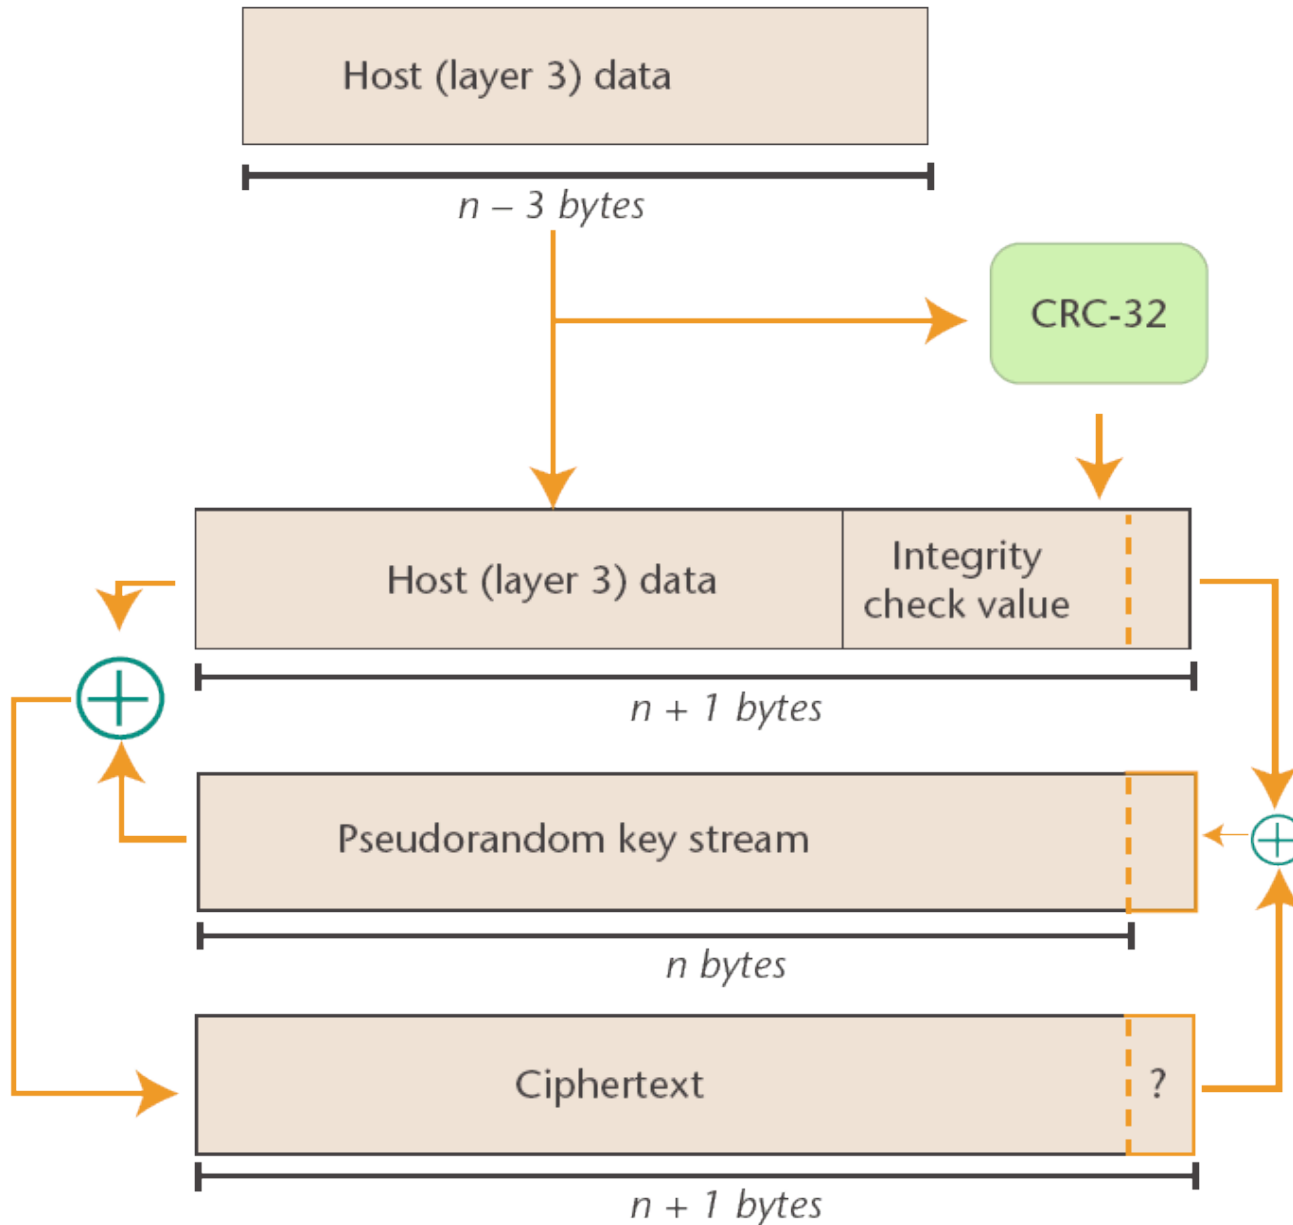 Host (layer 3) data
n – 3 bytes
CRC-32
Host (layer 3) data
Integrity
check value
n + 1 bytes
Pseudorandom key stream
n bytes
Ciphertext
?
n + 1 bytes